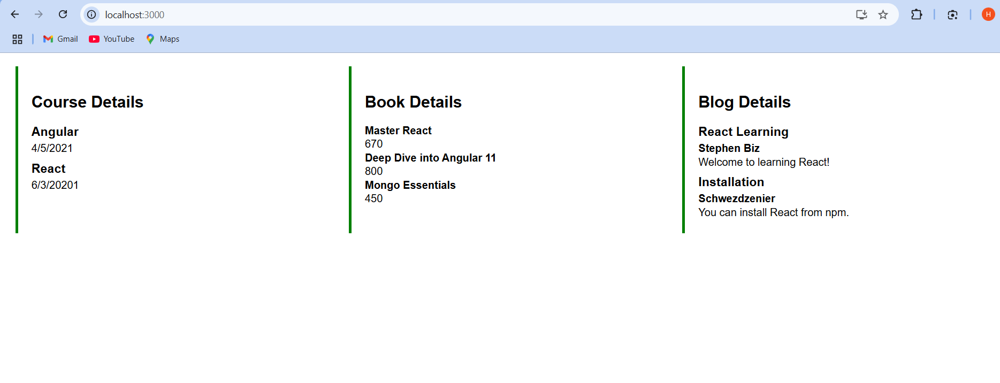 localhost:3000
H
Gmail YouTube Maps
Course Details
Angular
4/5/2021
React
6/3/20201
Book Details
Master React
670
Deep Dive into Angular 11
800
Mongo Essentials
450
Blog Details
React Learning
Stephen Biz
Welcome to learning React!
Installation
Schwezdzenier
You can install React from npm.